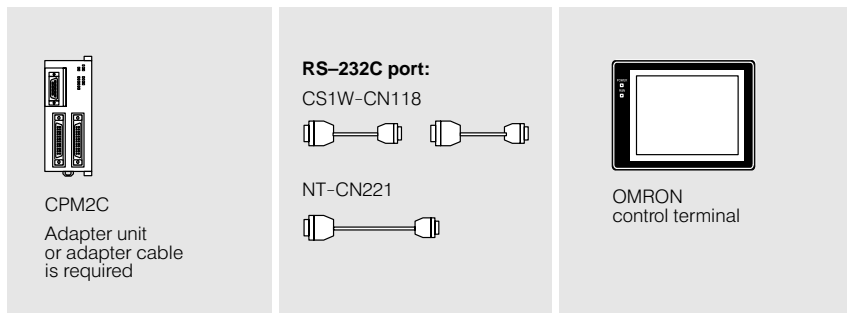 CPM2C
Adapter unit
or adapter cable
is required
RS–232C port:
CS1W-CN118
NT-CN221
OMRON
control terminal